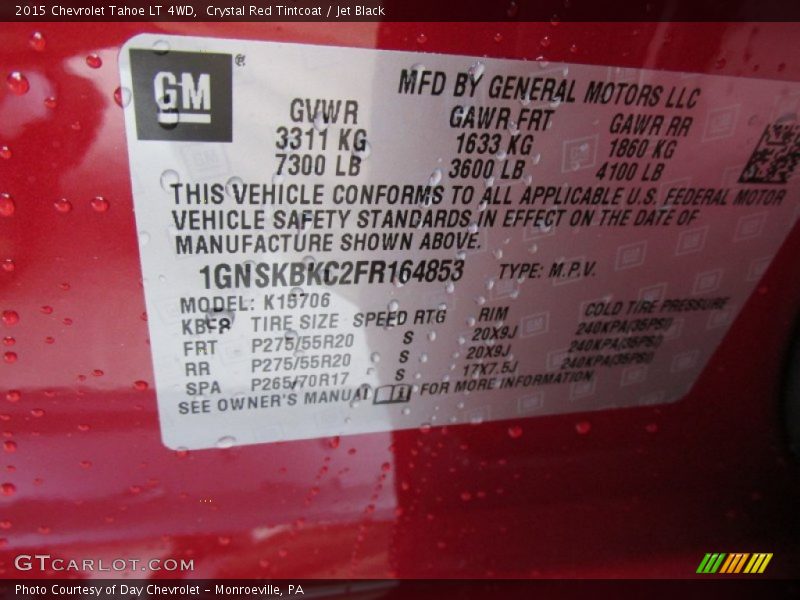 2015 Chevrolet Tahoe LT 4WD,  Crystal Red Tintcoat / Jet Black
GM ®
MFD BY GENERAL MOTORS LLC
GVWR GAWR FRT GAWR RR
3311 KG 1633 KG 1860 KG
7300 LB 3600 LB 4100 LB
THIS VEHICLE CONFORMS TO ALL APPLICABLE U.S. FEDERAL MOTOR
VEHICLE SAFETY STANDARDS IN EFFECT ON THE DATE OF
MANUFACTURE SHOWN ABOVE.
1GNSKBKC2FR164853 TYPE: M.P.V.
MODEL: K15706
TIRE SIZE SPEED RTG RIM COLD TIRE PRESSURE
FRT P275/55R20 S 20X9J 240KPA(35PSI)
RR P275/55R20 S 20X9J 240KPA(35PSI)
SPA P265/70R17 S 17X7.5J 240KPA(35PSI)
SEE OWNER'S MANUAL i FOR MORE INFORMATION
GTCARLOT.COM
Photo Courtesy of Day Chevrolet – Monroeville, PA